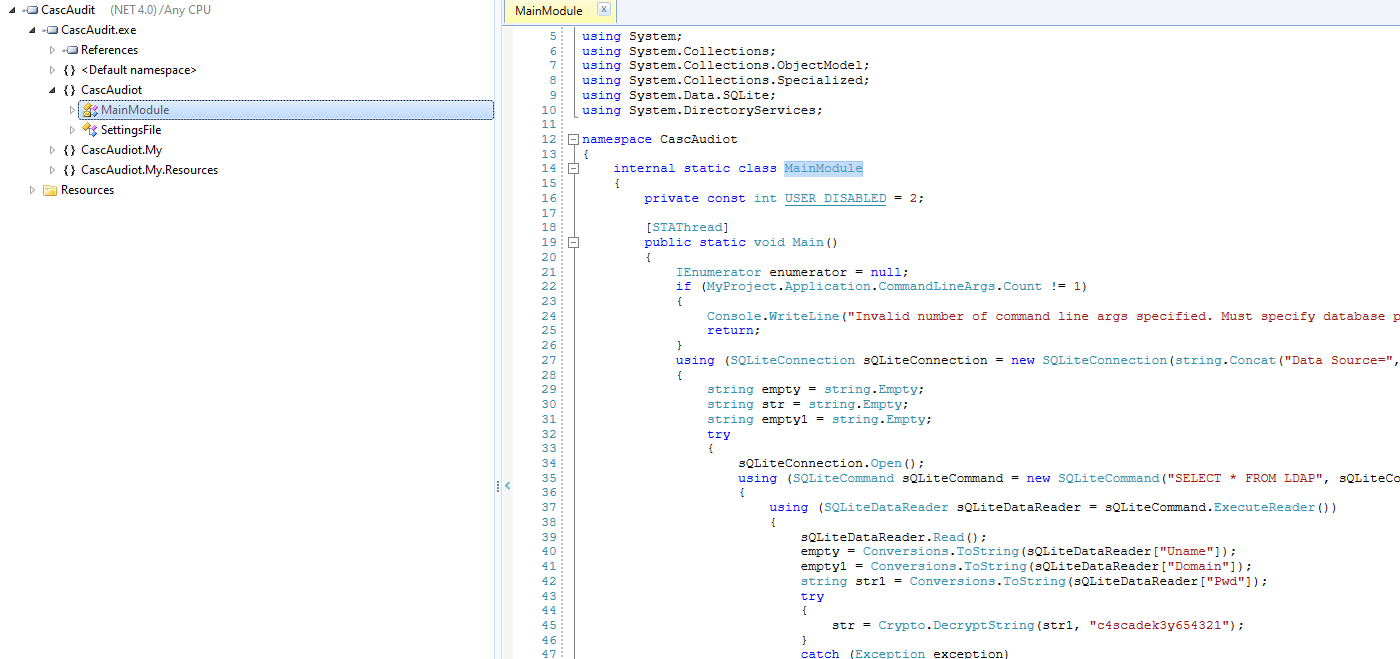 CascAudit (NET 4.0) /Any CPU
CascAudit.exe
References
{} <Default namespace>
{} CascAudiot
MainModule
SettingsFile
{} CascAudiot.My
{} CascAudiot.My.Resources
Resources
MainModule x
5 using System;
6 using System.Collections;
7 using System.Collections.ObjectModel;
8 using System.Collections.Specialized;
9 using System.Data.SQLite;
10 using System.DirectoryServices;
11
12 namespace CascAudiot
13 {
14 internal static class MainModule
15 {
16 private const int USER_DISABLED = 2;
17
18 [STAThread]
19 public static void Main()
20 {
21 IEnumerator enumerator = null;
22 if (MyProject.Application.CommandLineArgs.Count != 1)
23 {
24 Console.WriteLine("Invalid number of command line args specified. Must specify database p
25 return;
26 }
27 using (SQLiteConnection sQLiteConnection = new SQLiteConnection(string.Concat("Data Source=",
28 {
29 string empty = string.Empty;
30 string str = string.Empty;
31 string empty1 = string.Empty;
32 try
33 {
34 sQLiteConnection.Open();
35 using (SQLiteCommand sQLiteCommand = new SQLiteCommand("SELECT * FROM LDAP", sQLiteCo
36 {
37 using (SQLiteDataReader sQLiteDataReader = sQLiteCommand.ExecuteReader())
38 {
39 sQLiteDataReader.Read();
40 empty = Conversions.ToString(sQLiteDataReader["Uname"]);
41 empty1 = Conversions.ToString(sQLiteDataReader["Domain"]);
42 string str1 = Conversions.ToString(sQLiteDataReader["Pwd"]);
43 try
44 {
45 str = Crypto.DecryptString(str1, "c4scadek3y654321");
46 }
47 catch (Exception exception)